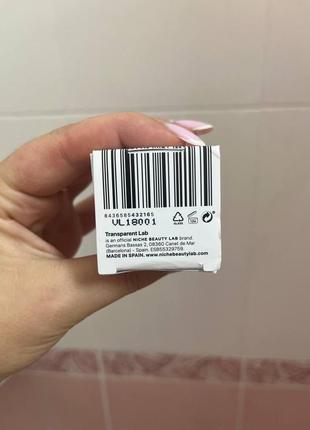 8436585432165
VL18001
Transparent Lab
is an official NICHE BEAUTY LAB brand.
Germans Bassas 2, 08360 Canet de Mar
(Barcelona) - Spain. ESB55329759.
MADE IN SPAIN. www.nichebeautylab.com